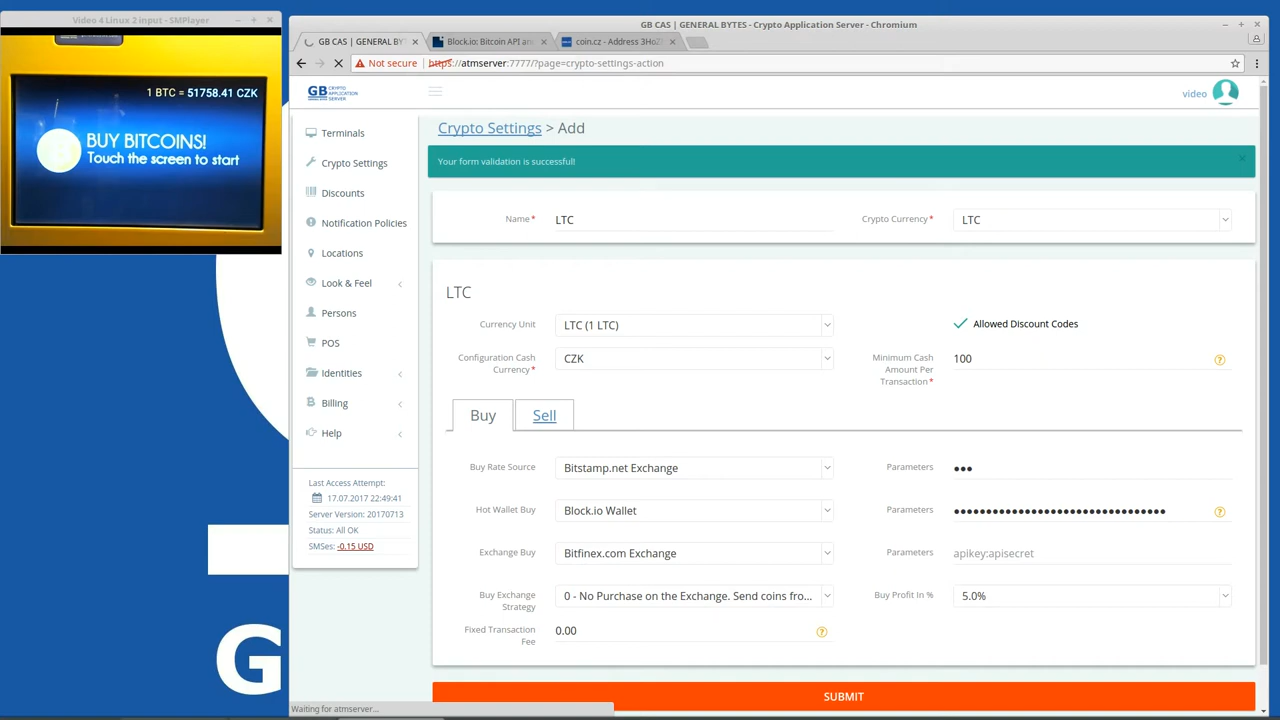 Video 4 Linux 2 input - SMPlayer
1 BTC = 51758.41 CZK
BUY BITCOINS!
Touch the screen to start
G
GB CAS | GENERAL BYTES - Crypto Application Server - Chromium
GB CAS | GENERAL BYT
Block.io: Bitcoin API an
coin.cz - Address 3HoZ
Not secure
https://atmserver:7777/?page=crypto-settings-action
GB CRYPTO APPLICATION SERVER
video
Terminals
Crypto Settings
Discounts
Notification Policies
Locations
Look & Feel
Persons
POS
Identities
Billing
Help
Last Access Attempt:
17.07.2017 22:49:41
Server Version: 20170713
Status: All OK
SMSes: -0.15 USD
Crypto Settings > Add
Your form validation is successful!
Name* LTC
Crypto Currency* LTC
LTC
Currency Unit LTC (1 LTC)
Allowed Discount Codes
Configuration Cash Currency* CZK
Minimum Cash Amount Per Transaction* 100
Buy
Sell
Buy Rate Source Bitstamp.net Exchange
Parameters •••
Hot Wallet Buy Block.io Wallet
Parameters
Exchange Buy Bitfinex.com Exchange
Parameters apikey:apisecret
Buy Exchange Strategy 0 - No Purchase on the Exchange. Send coins fro...
Buy Profit In % 5.0%
Fixed Transaction Fee 0.00
SUBMIT
Waiting for atmserver...